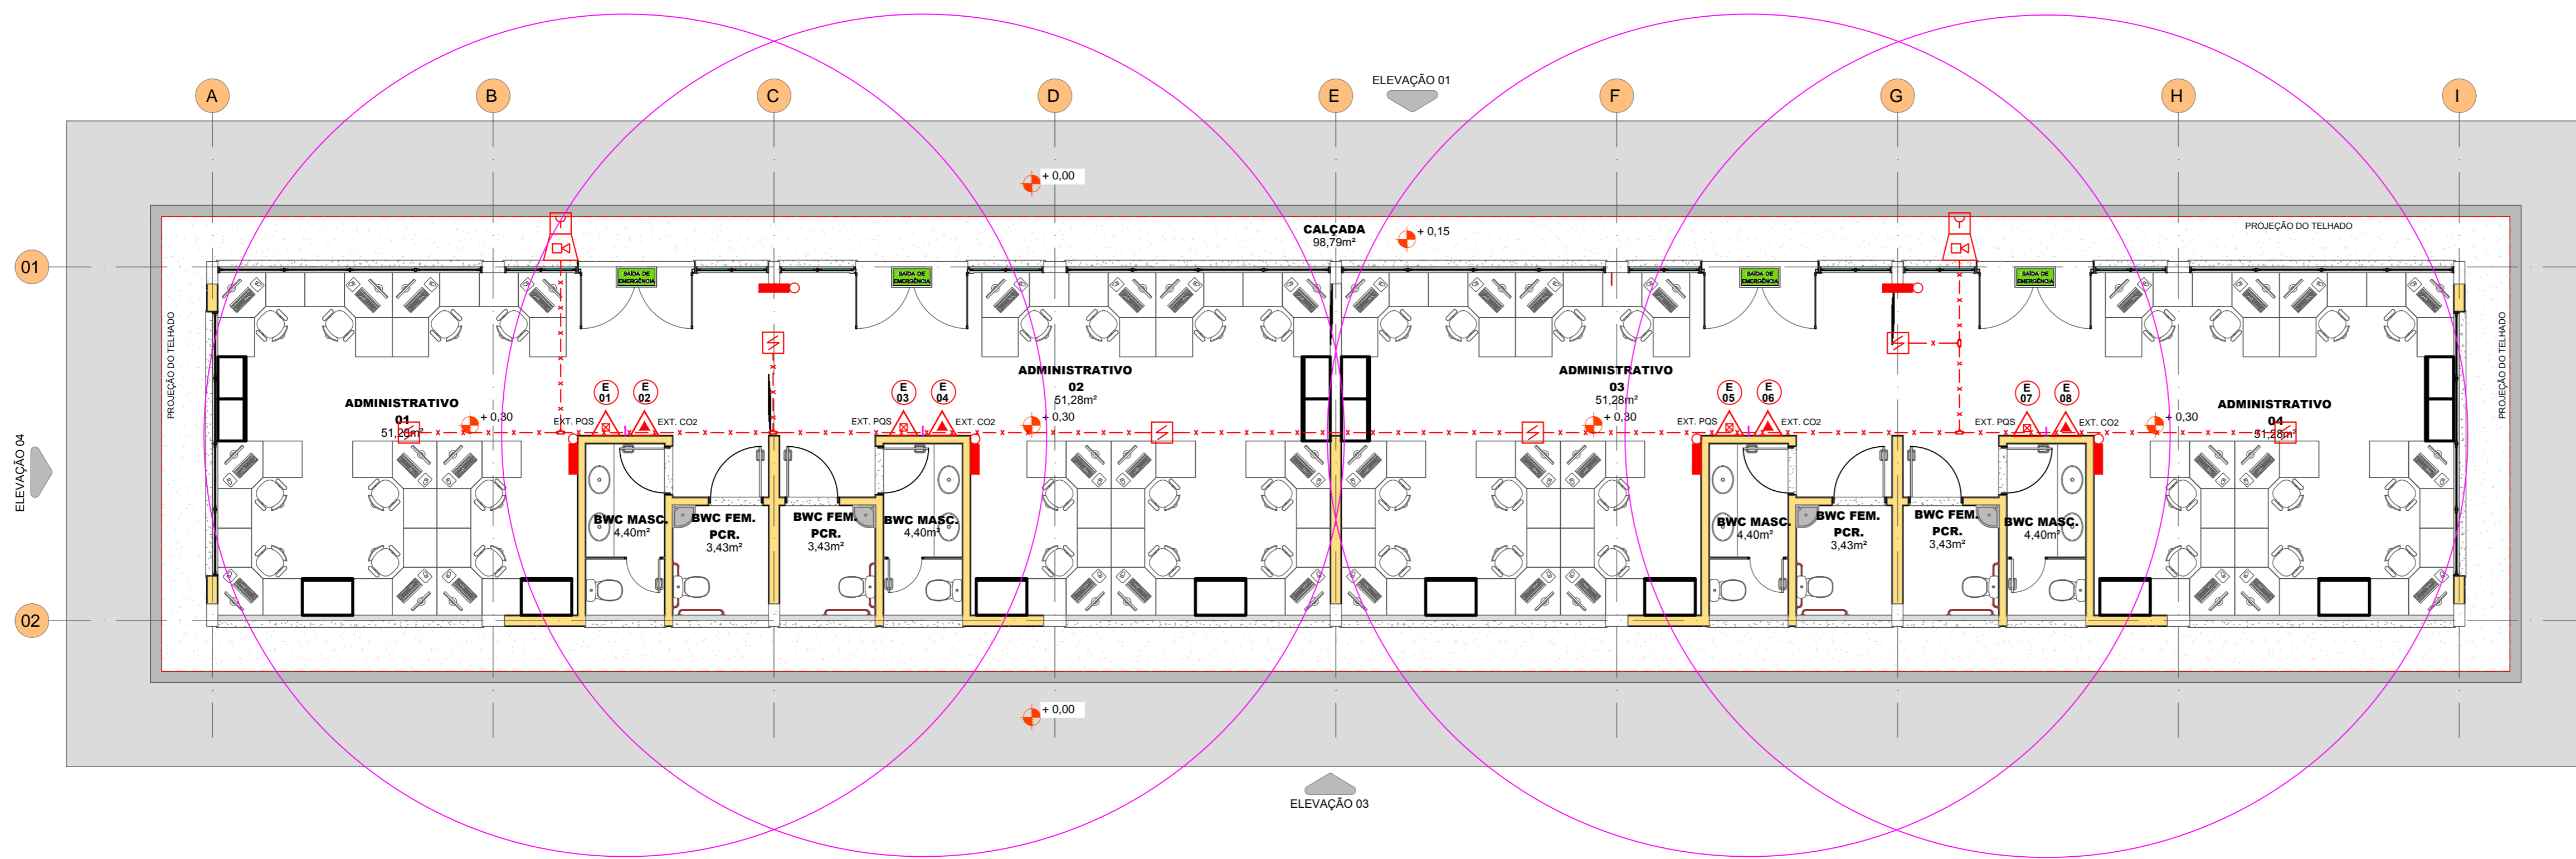 ELEVAÇÃO 01
A
B
C
D
E
F
G
H
I
+ 0,00
CALÇADA
98,79m²
+ 0,15
PROJEÇÃO DO TELHADO
01
SAÍDA DE
EMERGÊNCIA
SAÍDA DE
EMERGÊNCIA
SAÍDA DE
EMERGÊNCIA
SAÍDA DE
EMERGÊNCIA
PROJEÇÃO DO TELHADO
PROJEÇÃO DO TELHADO
ADMINISTRATIVO
01
51,28m²
+ 0,30
E
01
E
02
EXT. PQS
EXT. CO2
E
03
E
04
EXT. PQS
EXT. CO2
ADMINISTRATIVO
02
51,28m²
+ 0,30
ADMINISTRATIVO
03
51,28m²
+ 0,30
E
05
E
06
EXT. PQS
EXT. CO2
E
07
E
08
EXT. PQS
EXT. CO2
+ 0,30
ADMINISTRATIVO
04
51,28m²
ELEVAÇÃO 04
BWC MASC.
4,40m²
BWC FEM.
PCR.
3,43m²
BWC FEM.
PCR.
3,43m²
BWC MASC.
4,40m²
BWC MASC.
4,40m²
BWC FEM.
PCR.
3,43m²
BWC FEM.
PCR.
3,43m²
BWC MASC.
4,40m²
02
+ 0,00
ELEVAÇÃO 03